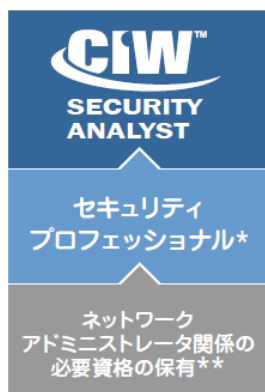 CIW™
SECURITY
ANALYST
セキュリティ
プロフェッショナル*
ネットワーク
アドミニストレータ関係の
必要資格の保有**